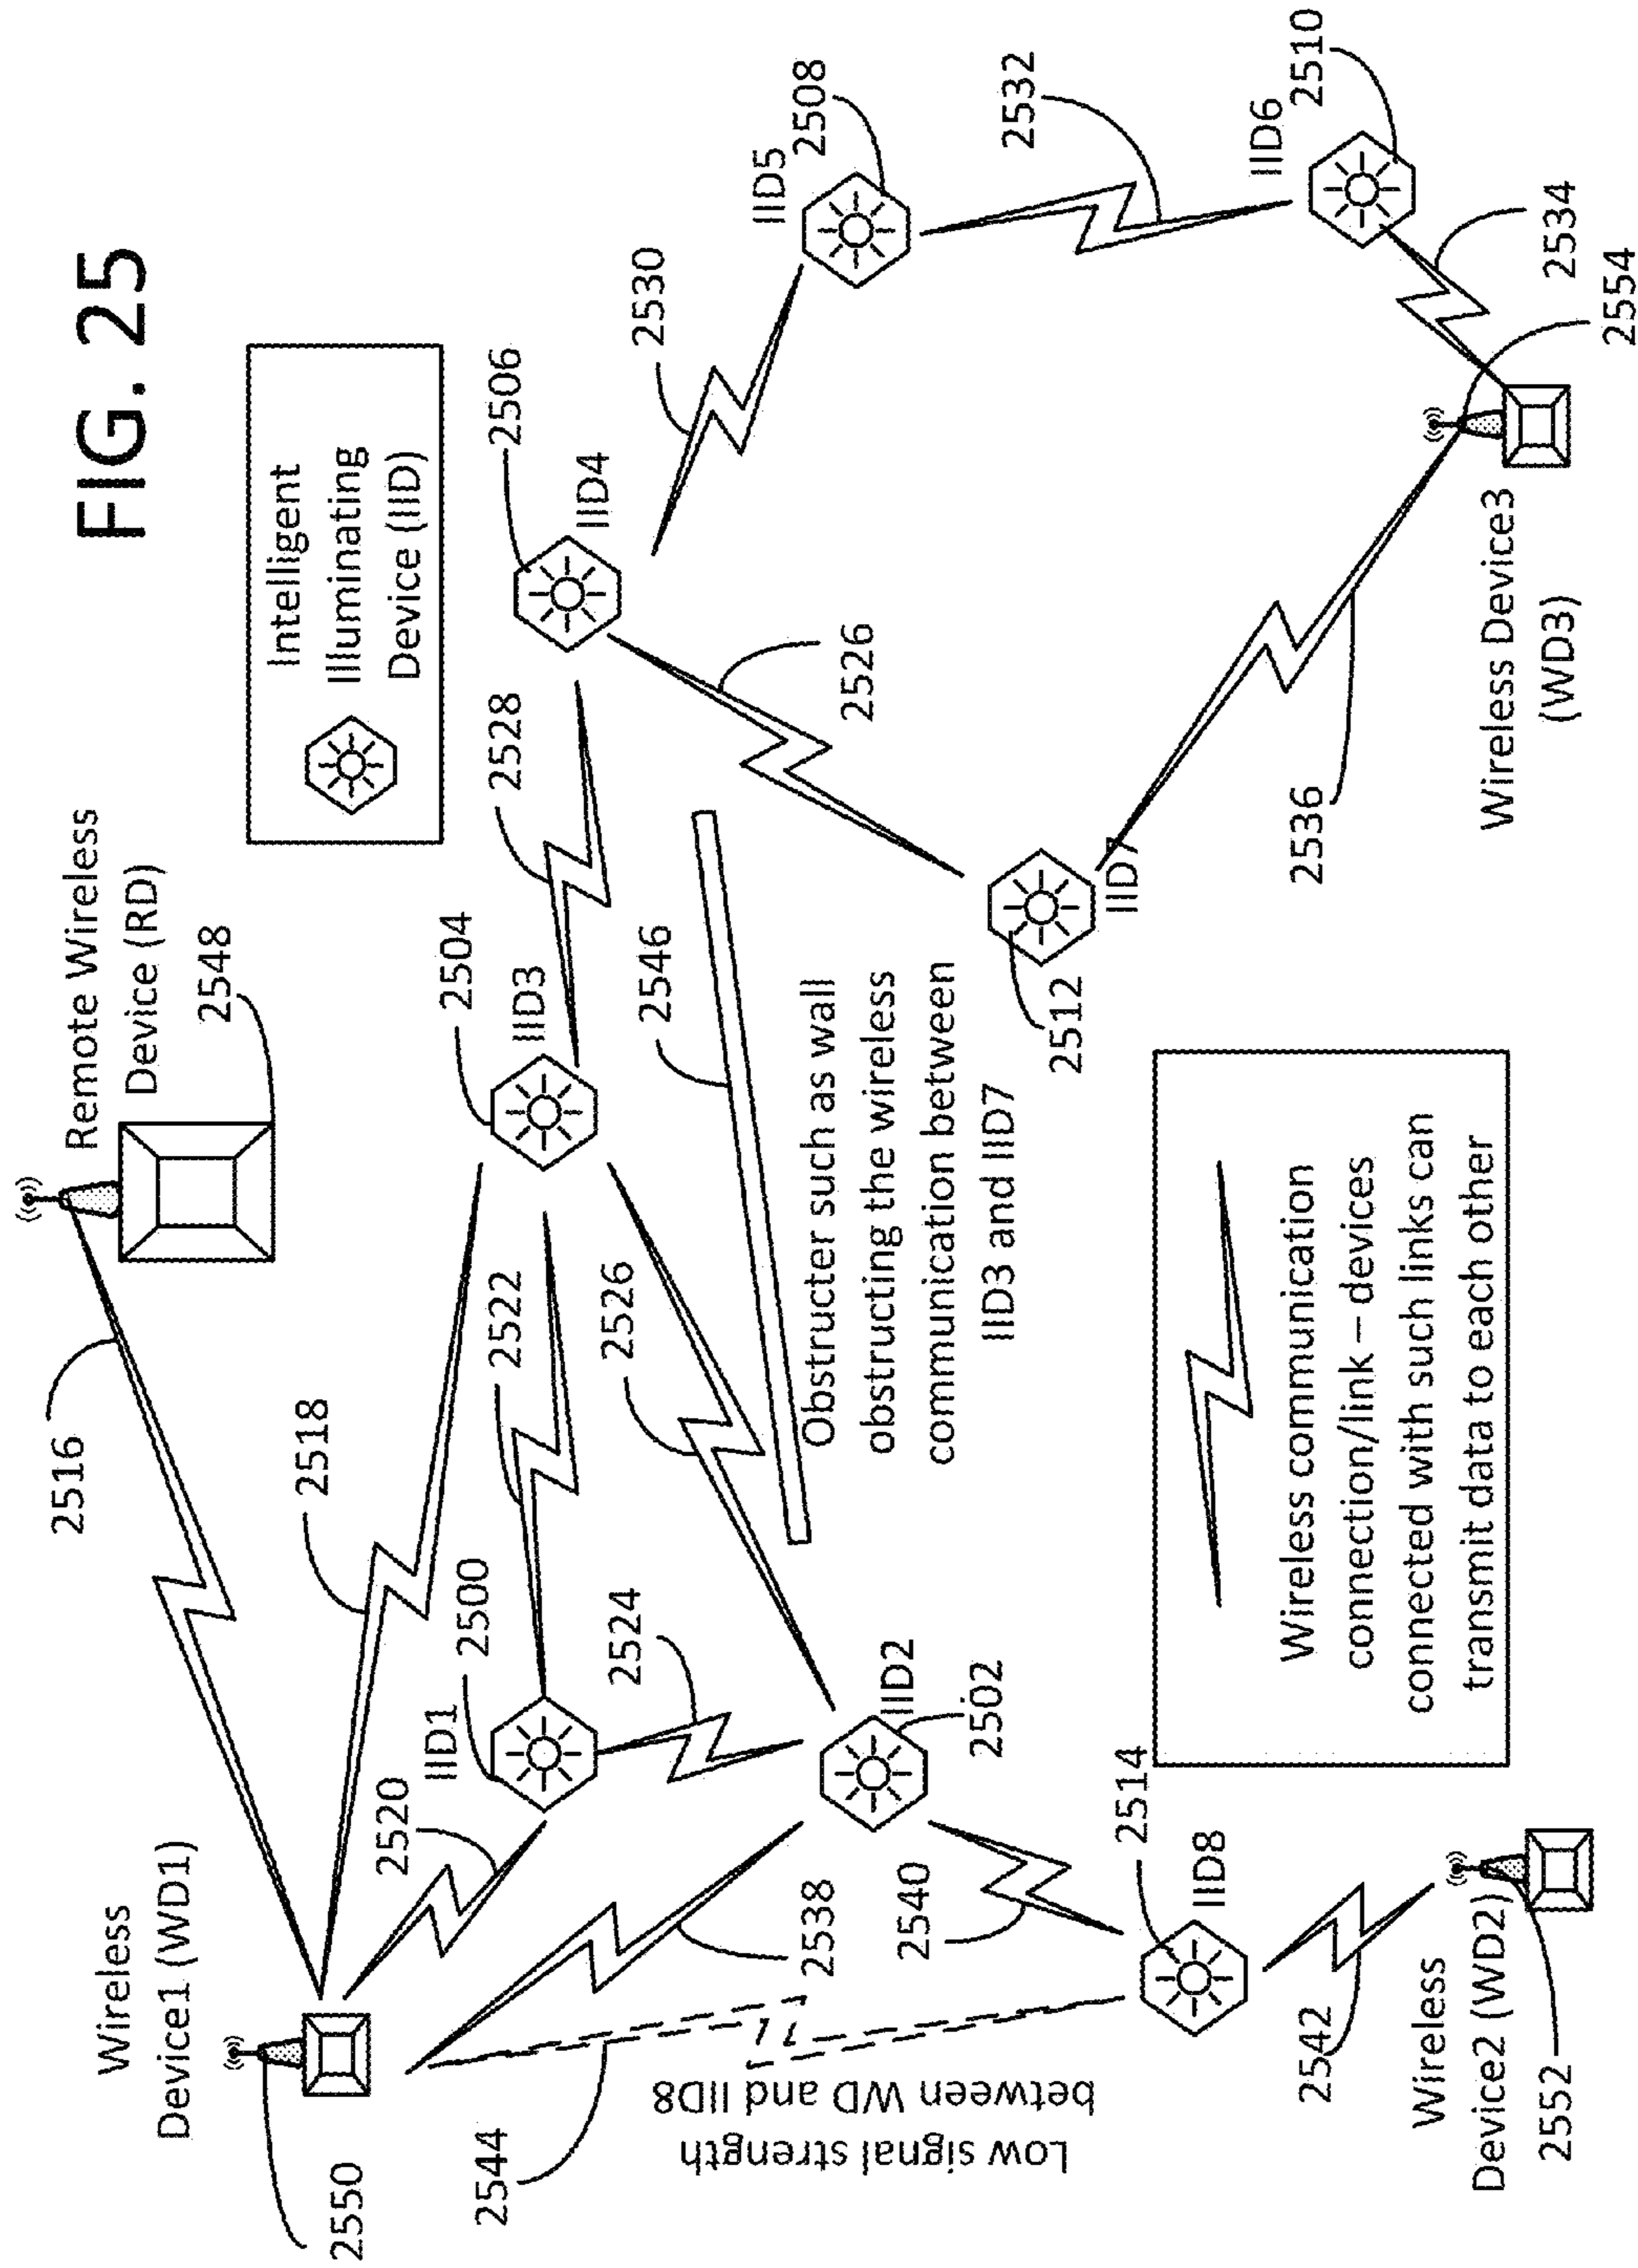 FIG. 25
Intelligent
Illuminating
Device (IID)
Remote Wireless
Device (RD)
2548
2516
Wireless
Device1 (WD1)
2550
2518
2520
IID1
2500
2522
IID3
2504
2528
IID4
2506
2530
IID5
2508
2532
IID6
2510
2534
2554
2524
2526
2546
2526
2544
Low signal strength
between WD and IID8
2538
2540
IID2
2502
Obstructer such as wall
obstructing the wireless
communication between
IID3 and IID7
2512
IID7
2536
Wireless Device3
(WD3)
2514
IID8
2542
Wireless
Device2 (WD2)
2552
Wireless communication
connection/link – devices
connected with such links can
transmit data to each other